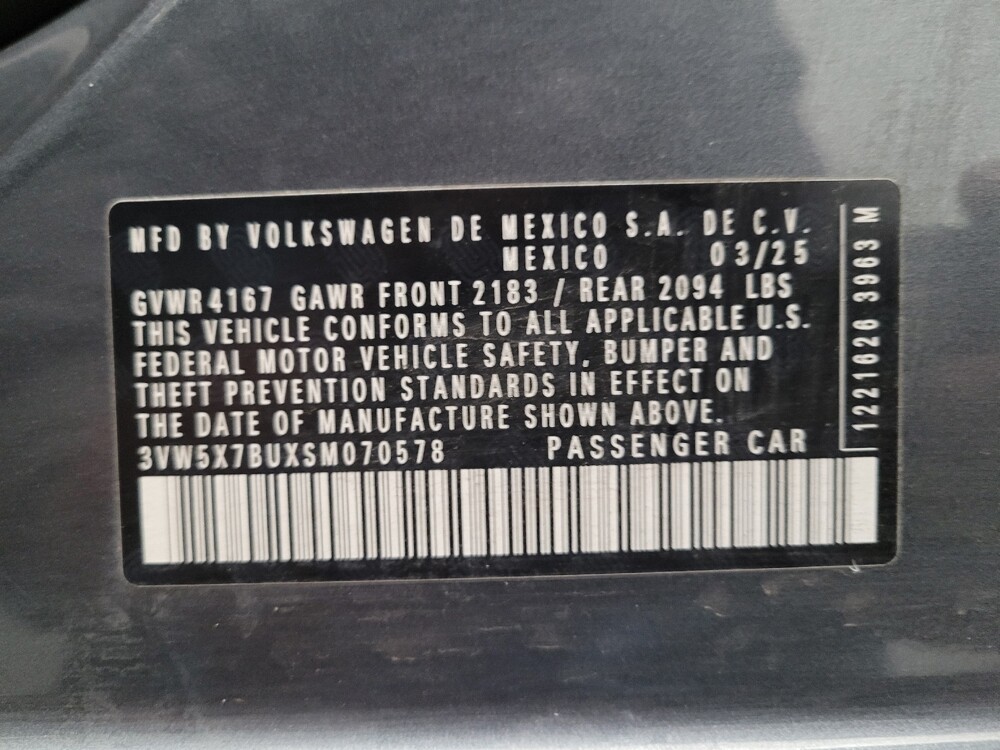 MFD BY VOLKSWAGEN DE MEXICO S.A. DE C.V.
MEXICO 03/25
GVWR 4167 GAWR FRONT 2183 / REAR 2094 LBS
THIS VEHICLE CONFORMS TO ALL APPLICABLE U.S.
FEDERAL MOTOR VEHICLE SAFETY, BUMPER AND
THEFT PREVENTION STANDARDS IN EFFECT ON
THE DATE OF MANUFACTURE SHOWN ABOVE.
3VW5X7BUXSM070578 PASSENGER CAR
1221626 3963 M